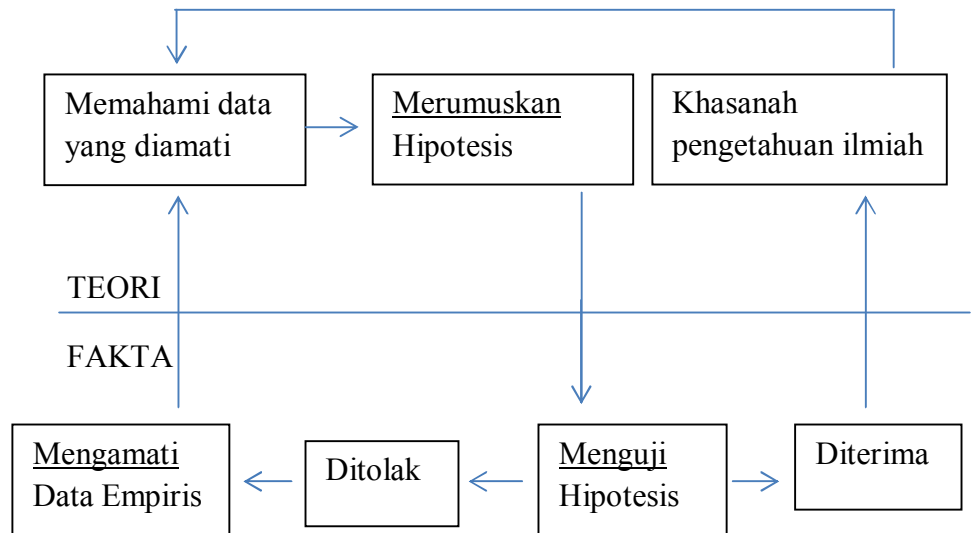 Memahami data
yang diamati
Merumuskan
Hipotesis
Khasanah
pengetahuan ilmiah
TEORI
FAKTA
Mengamati
Data Empiris
Ditolak
Menguji
Hipotesis
Diterima